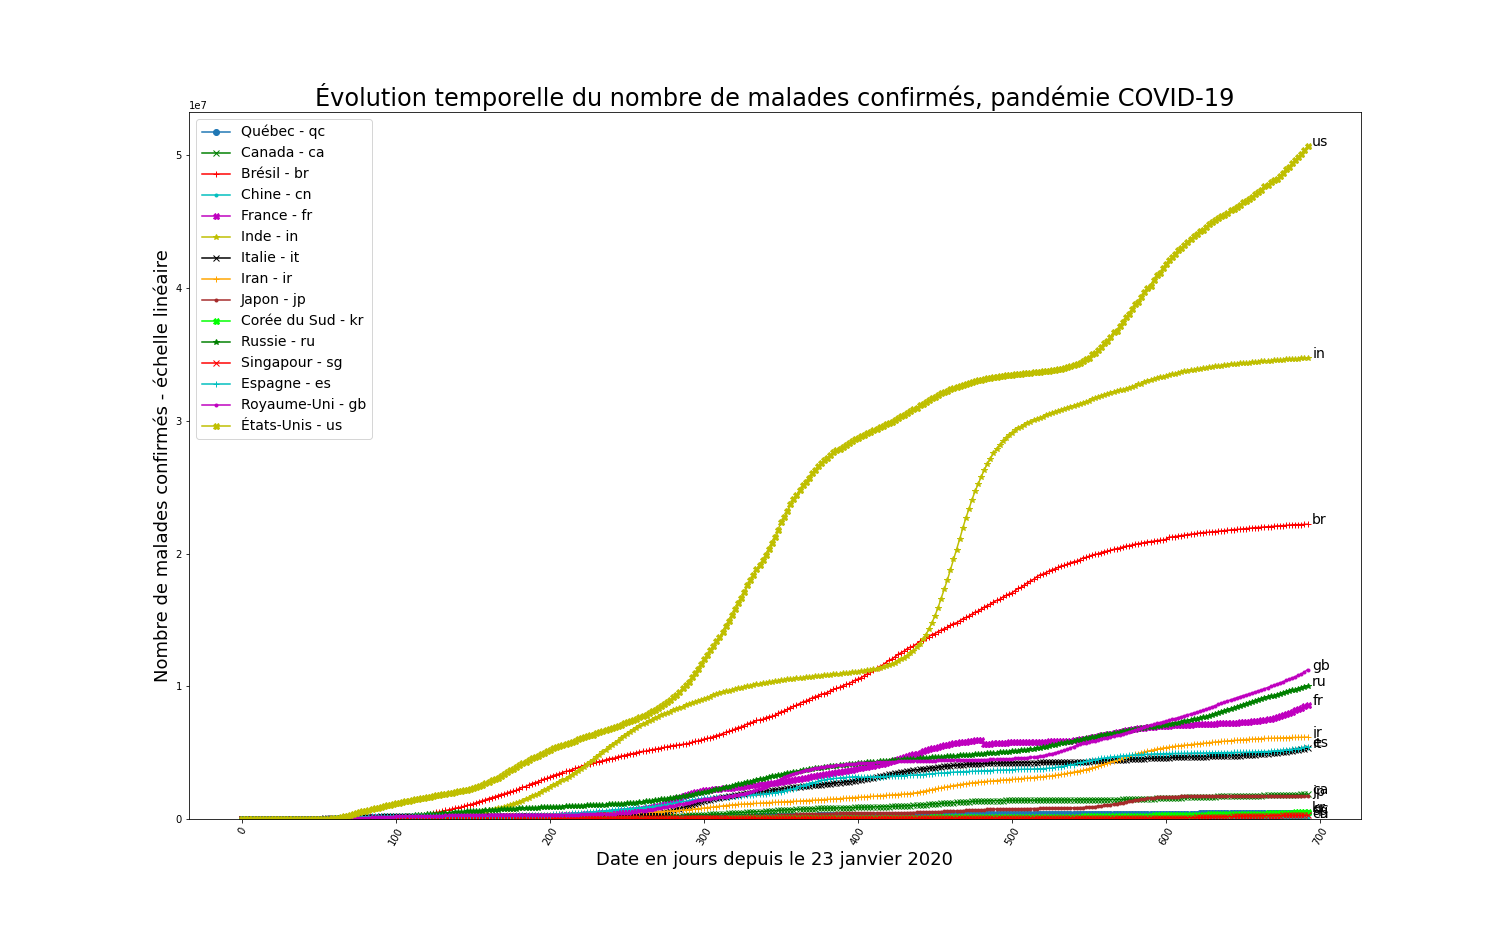 Évolution temporelle du nombre de malades confirmés, pandémie COVID-19
1e7
Québec - qc
Canada - ca
Brésil - br
Chine - cn
France - fr
Inde - in
Italie - it
Iran - ir
Japon - jp
Corée du Sud - kr
Russie - ru
Singapour - sg
Espagne - es
Royaume-Uni - gb
États-Unis - us
Nombre de malades confirmés - échelle linéaire
5
4
3
2
1
0
us
in
br
gb
ru
fr
ir
es
it
ca
jp
0
100
200
300
400
500
600
700
Date en jours depuis le 23 janvier 2020